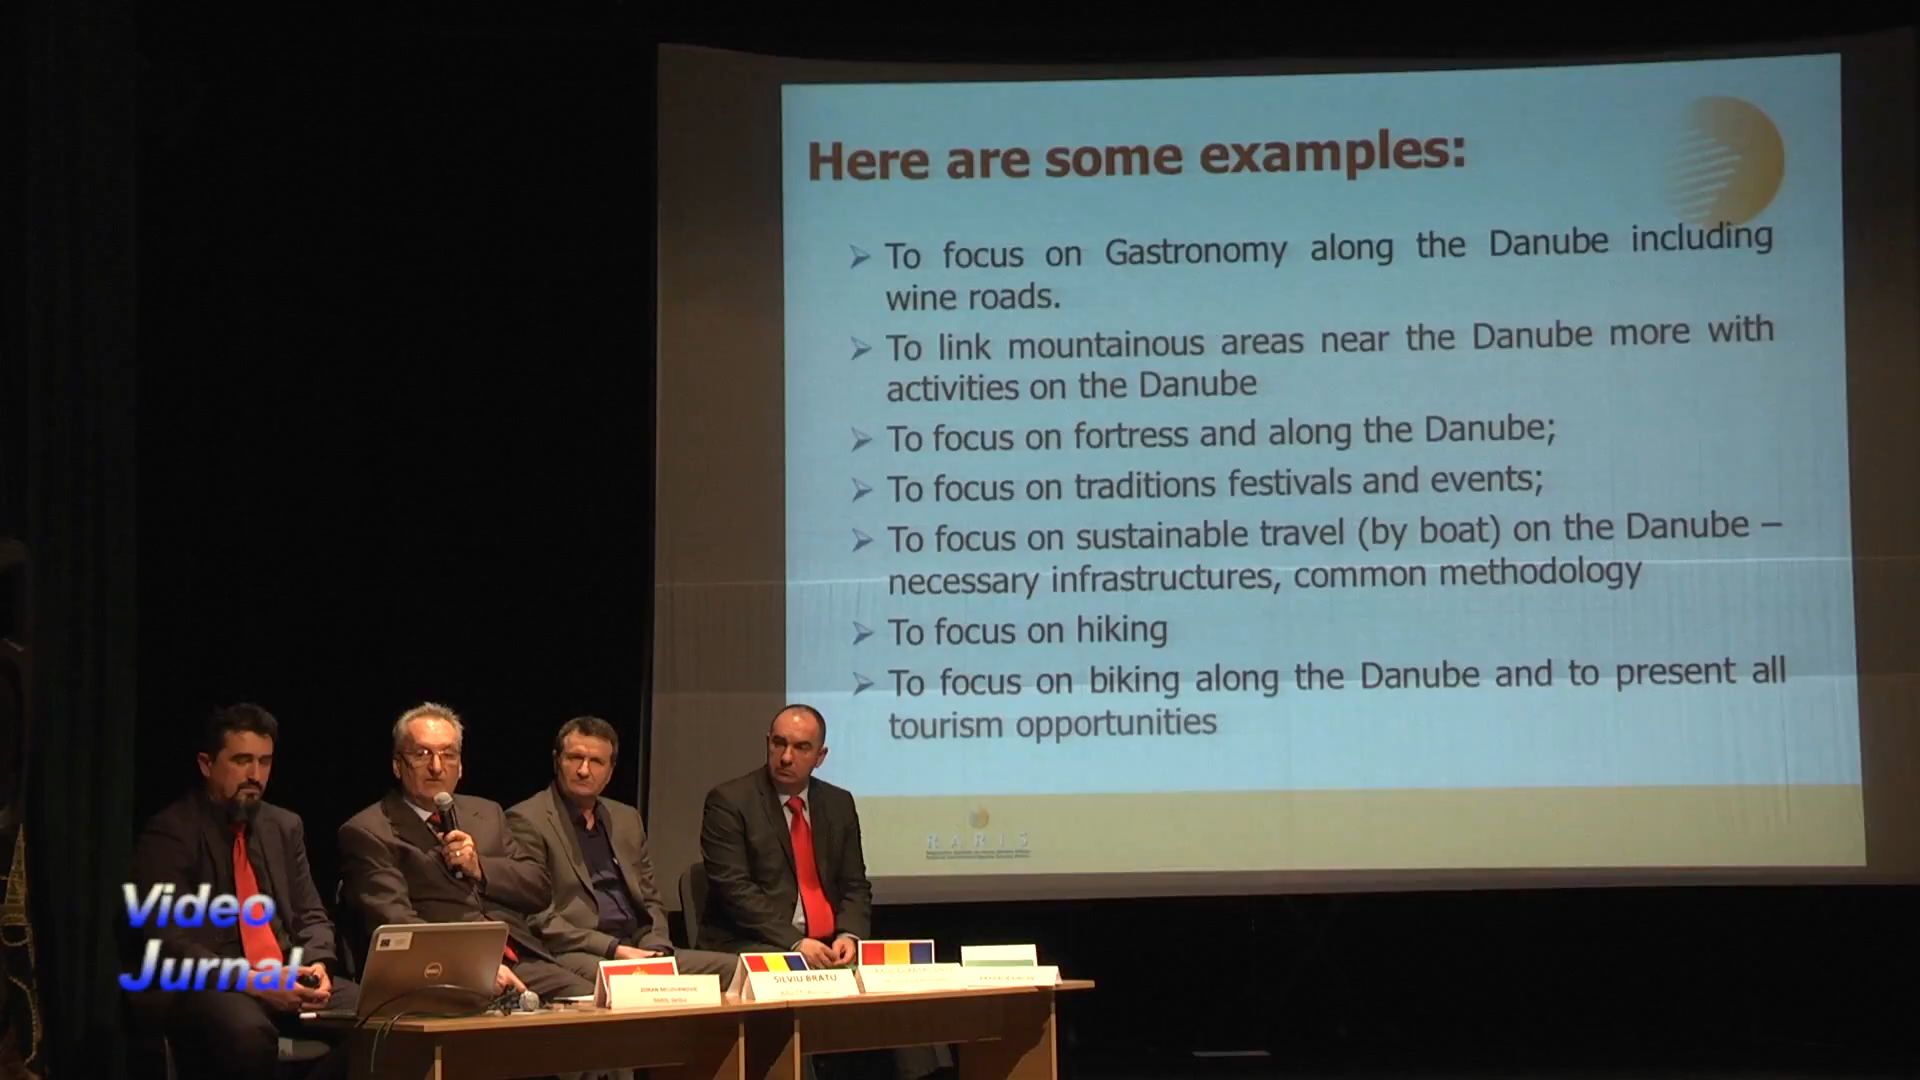 Here are some examples:
To focus on Gastronomy along the Danube including
wine roads.
To link mountainous areas near the Danube more with
activities on the Danube
To focus on fortress and along the Danube;
To focus on traditions festivals and events;
To focus on sustainable travel (by boat) on the Danube –
necessary infrastructures, common methodology
To focus on hiking
To focus on biking along the Danube and to present all
tourism opportunities
RARIS
Video
Jurnal
DELL
SILVIU BRATU